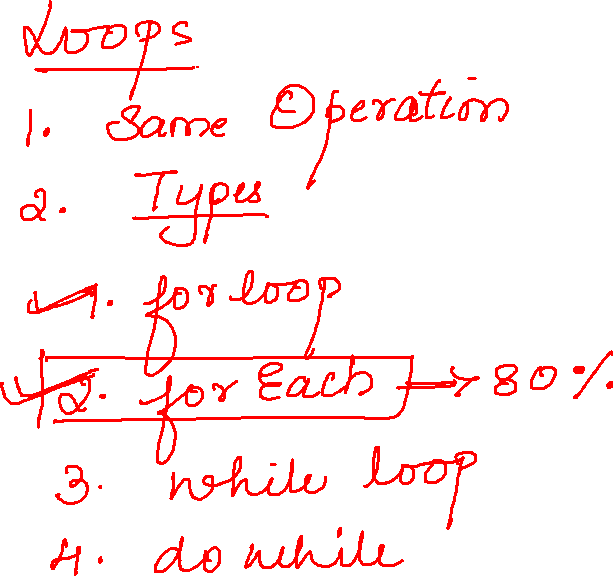 Loops
1. Same Operation
2. Types
1. for loop
2. for Each → 80%
3. while loop
4. do while